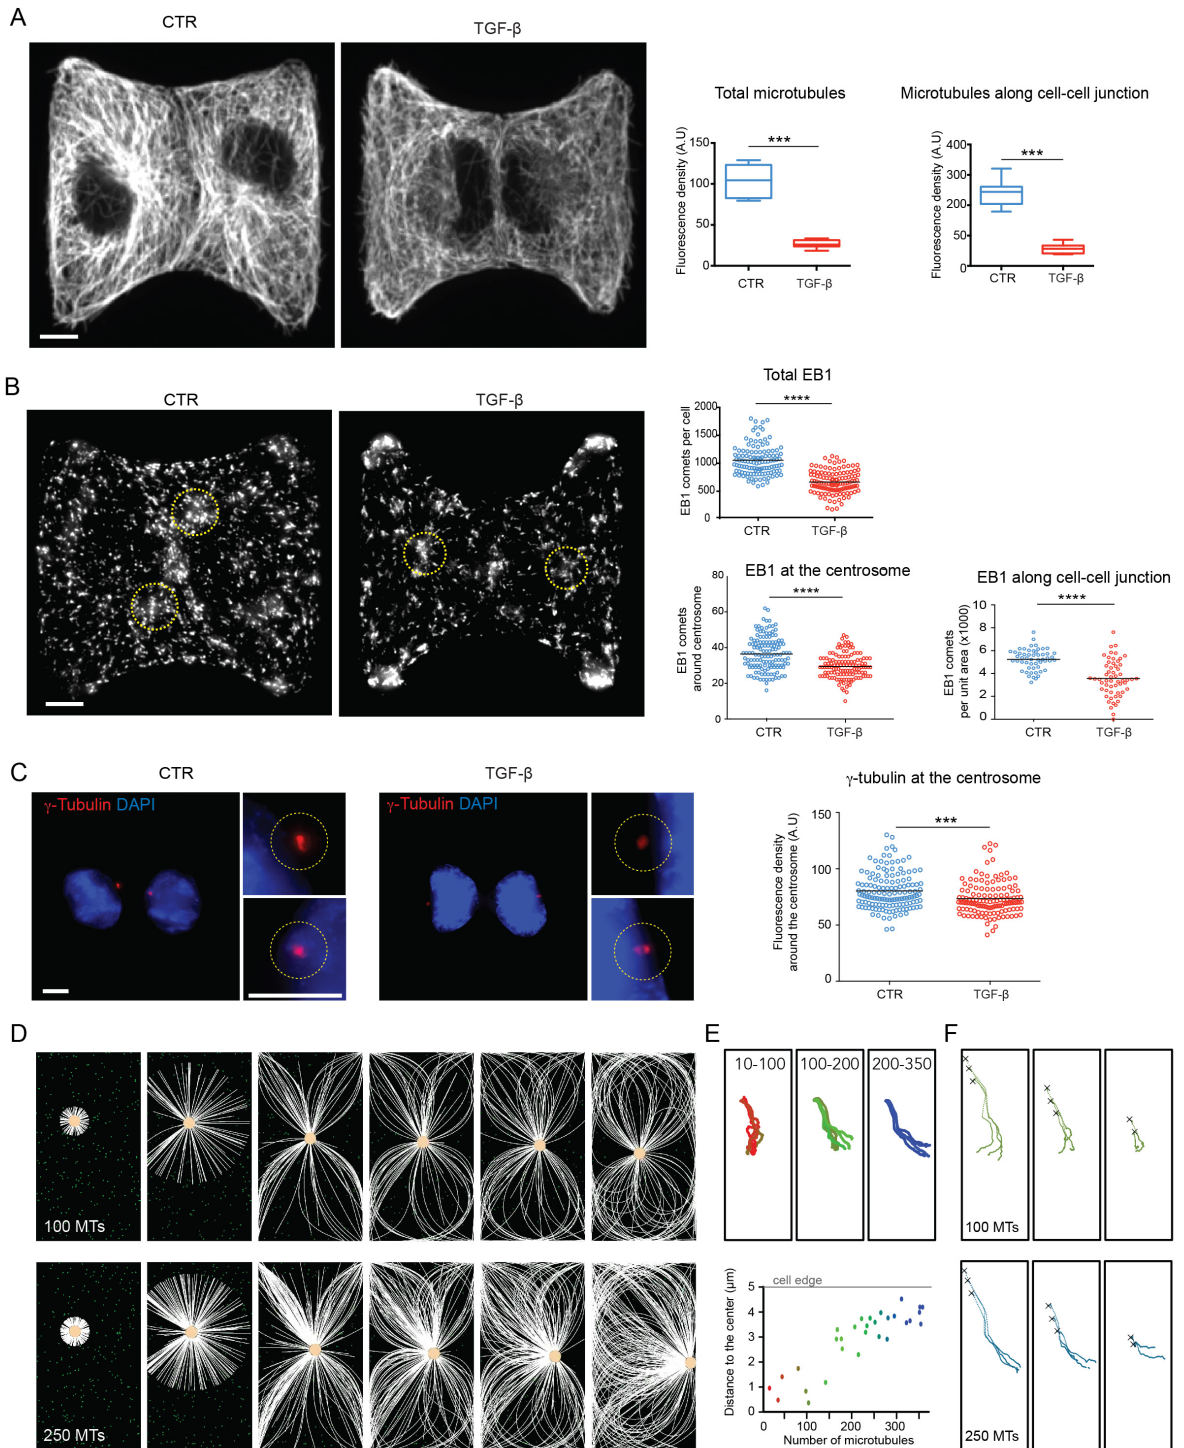 A
CTR
TGF-β
Total microtubules
Fluorescence density (A.U)
150
100
50
0
***
CTR
TGF-β
Microtubules along cell-cell junction
Fluorescence density (A.U)
400
300
200
50
0
***
CTR
TGF-β
B
CTR
TGF-β
Total EB1
EB1 comets per cell
2000
1500
1000
500
0
****
CTR
TGF-β
EB1 at the centrosome
EB1 comets
around centrosome
80
60
40
20
0
****
CTR
TGF-β
EB1 along cell-cell junction
EB1 comets
per unit area (x1000)
10
8
6
4
2
0
****
CTR
TGF-β
C
CTR
TGF-β
γ-Tubulin DAPI
γ-Tubulin DAPI
γ-tubulin at the centrosome
Fluorescence density
around the centrosome (A.U)
150
100
50
0
***
CTR
TGF-β
D
100 MTs
250 MTs
E
10-100
100-200
200-350
cell edge
Distance to the center (μm)
5
4
3
2
1
0
0
100
200
300
Number of microtubules
F
100 MTs
250 MTs